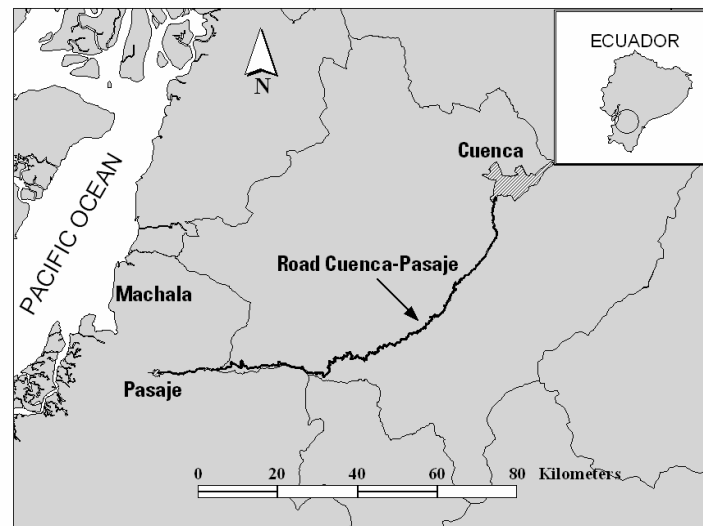 ECUADOR
N
Cuenca
PACIFIC OCEAN
Road Cuenca-Pasaje
Machala
Pasaje
0 20 40 60 80 Kilometers